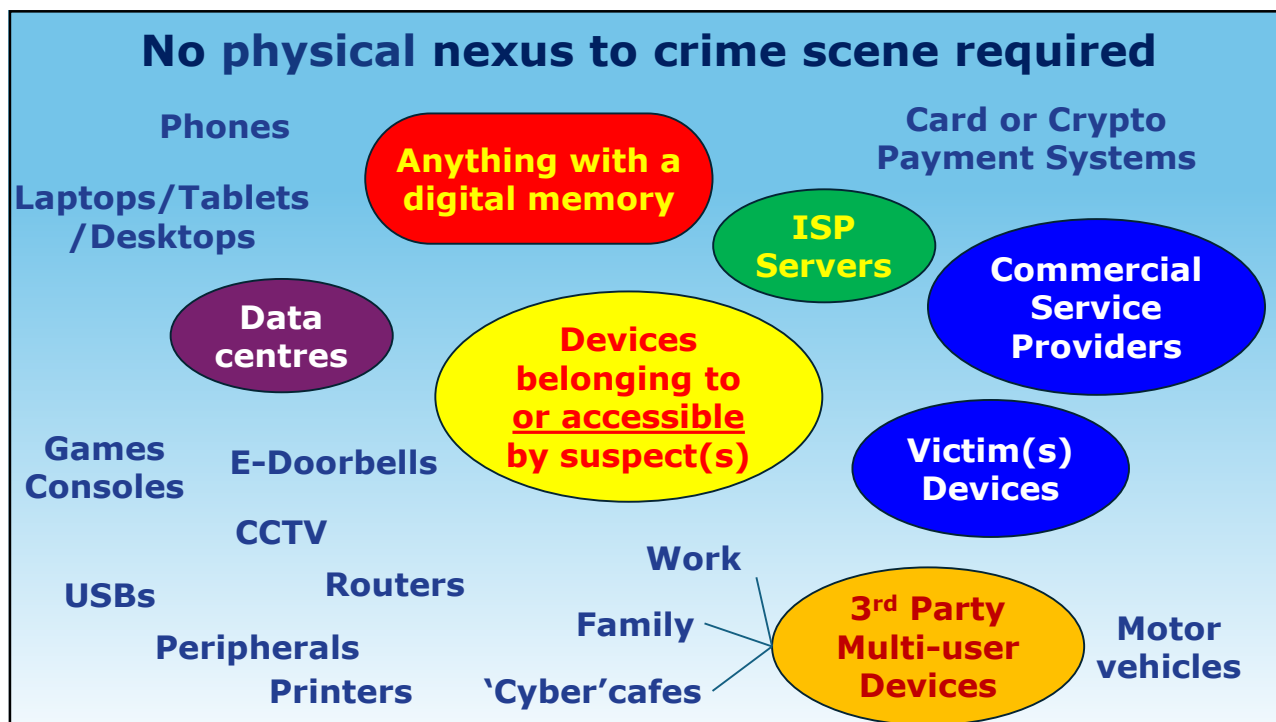 No physical nexus to crime scene required
Phones
Anything with a
digital memory
Card or Crypto
Payment Systems
Laptops/Tablets
/Desktops
ISP
Servers
Commercial
Service
Providers
Data
centres
Devices
belonging to
or accessible
by suspect(s)
Games
Consoles
E-Doorbells
Victim(s)
Devices
CCTV
USBs
Routers
Work
Family
'Cyber'cafes
3rd Party
Multi-user
Devices
Motor
vehicles
Peripherals
Printers